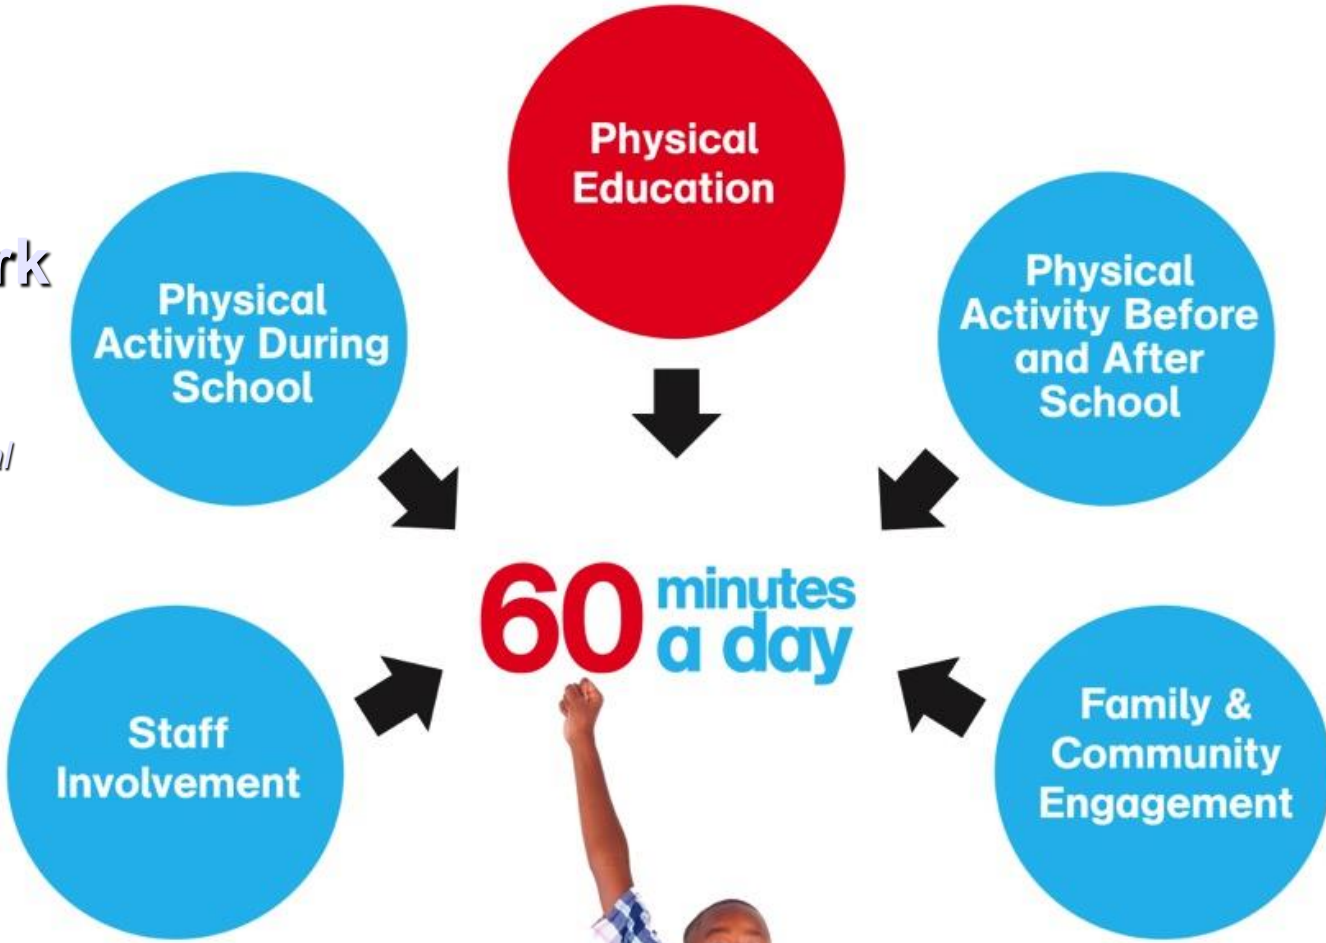 Physical
Education
Physical
Activity During
School
Physical
Activity Before
and After
School
60 minutes
a day
Staff
Involvement
Family &
Community
Engagement